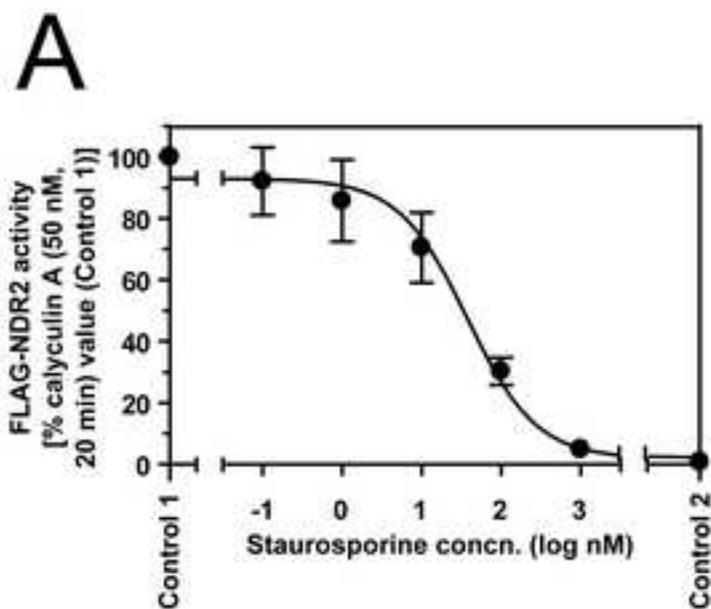 A
FLAG-NDR2 activity
[% calyculin A (50 nM,
20 min) value (Control 1)]
100
80
60
40
20
0
Control 1
-1
0
1
2
3
Control 2
Staurosporine concn. (log nM)